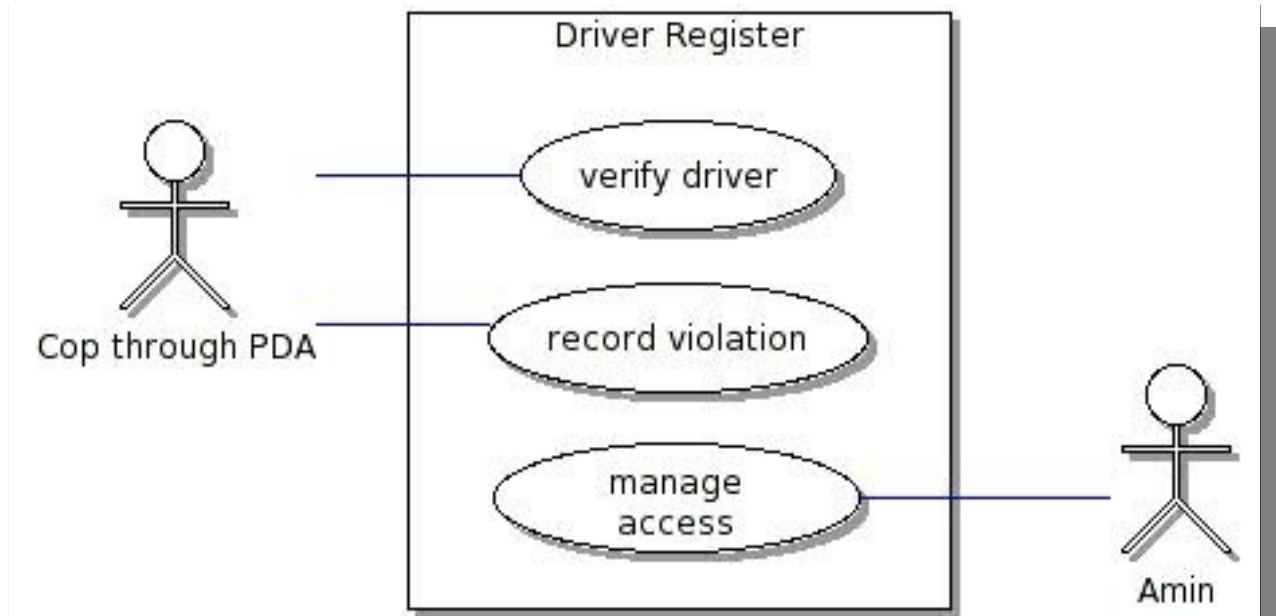 Driver Register
verify driver
Cop through PDA
record violation
manage
access
Amin